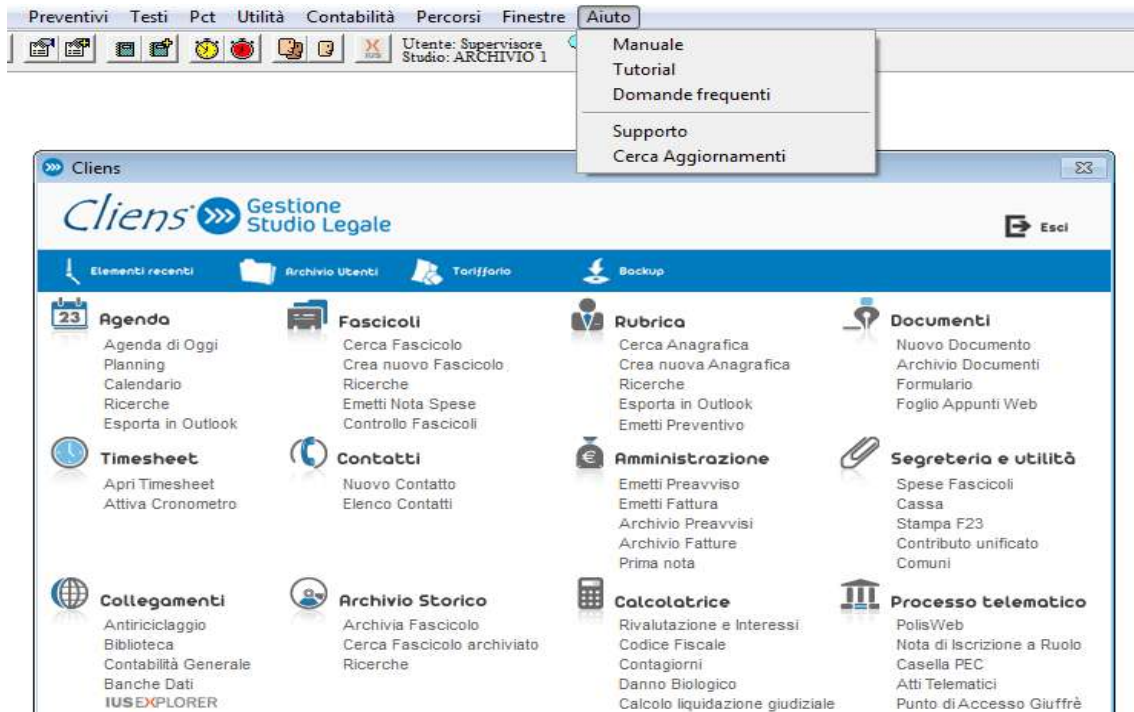 Preventivi Testi Pct Utilità Contabilità Percorsi Finestre Aiuto
Utente: Supervisore
Studio: ARCHIVIO 1
Manuale
Tutorial
Domande frequenti
Supporto
Cerca Aggiornamenti
Cliens
Cliens Gestione
Studio Legale
Esci
Elementi recenti Archivio Utenti Tariffario Backup
23 Agenda
Agenda di Oggi
Planning
Calendario
Ricerche
Esporta in Outlook
Fascicoli
Cerca Fascicolo
Crea nuovo Fascicolo
Ricerche
Emetti Nota Spese
Controllo Fascicoli
Rubrica
Cerca Anagrafica
Crea nuova Anagrafica
Ricerche
Esporta in Outlook
Emetti Preventivo
Documenti
Nuovo Documento
Archivio Documenti
Formulario
Foglio Appunti Web
Timesheet
Apri Timesheet
Attiva Cronometro
Contatti
Nuovo Contatto
Elenco Contatti
Amministrazione
Emetti Preavviso
Emetti Fattura
Archivio Preavvisi
Archivio Fatture
Prima nota
Segreteria e utilità
Spese Fascicoli
Cassa
Stampa F23
Contributo unificato
Comuni
Collegamenti
Antiriciclaggio
Biblioteca
Contabilità Generale
Banche Dati
IUSEXPLORER
Archivio Storico
Archivia Fascicolo
Cerca Fascicolo archiviato
Ricerche
Calcolatrice
Rivalutazione e Interessi
Codice Fiscale
Contagiorni
Danno Biologico
Calcolo liquidazione giudiziale
Processo telematico
PolisWeb
Nota di Iscrizione a Ruolo
Casella PEC
Atti Telematici
Punto di Accesso Giuffrè